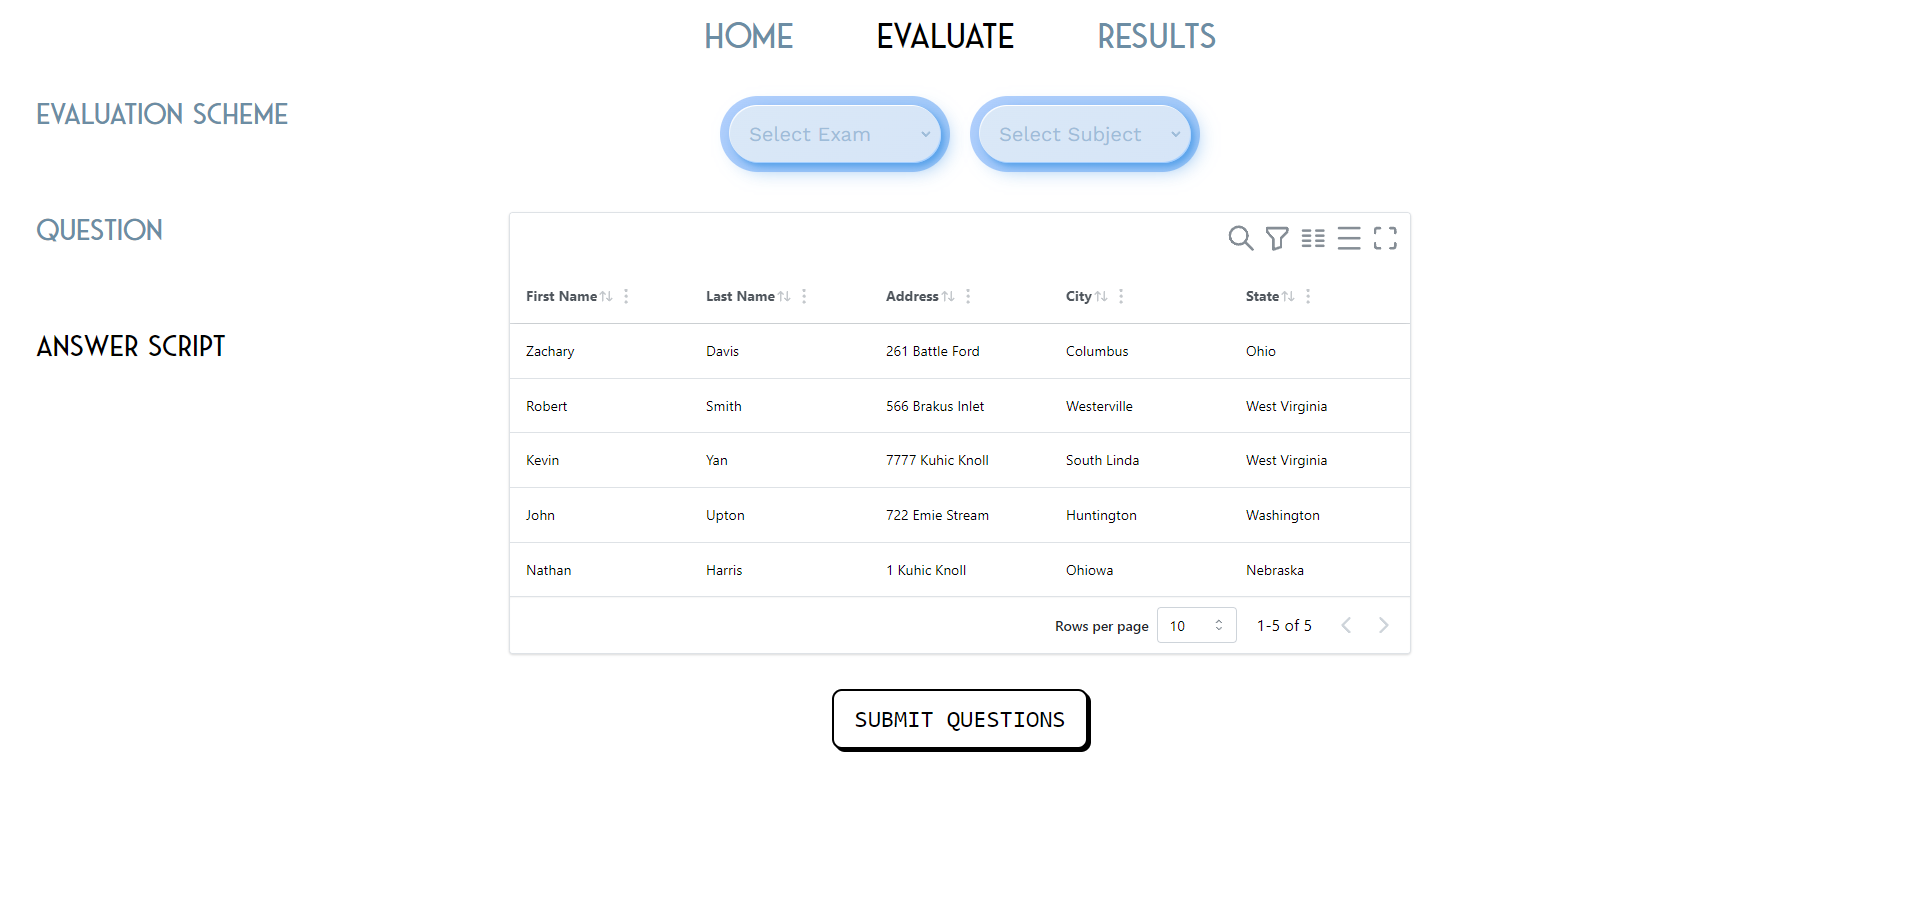 HOME EVALUATE RESULTS
EVALUATION SCHEME
Select Exam Select Subject
QUESTION
ANSWER SCRIPT
First Name Last Name Address City State
Zachary Davis 261 Battle Ford Columbus Ohio
Robert Smith 566 Brakus Inlet Westerville West Virginia
Kevin Yan 7777 Kuhic Knoll South Linda West Virginia
John Upton 722 Emie Stream Huntington Washington
Nathan Harris 1 Kuhic Knoll Ohiowa Nebraska
Rows per page 10 1-5 of 5
SUBMIT QUESTIONS